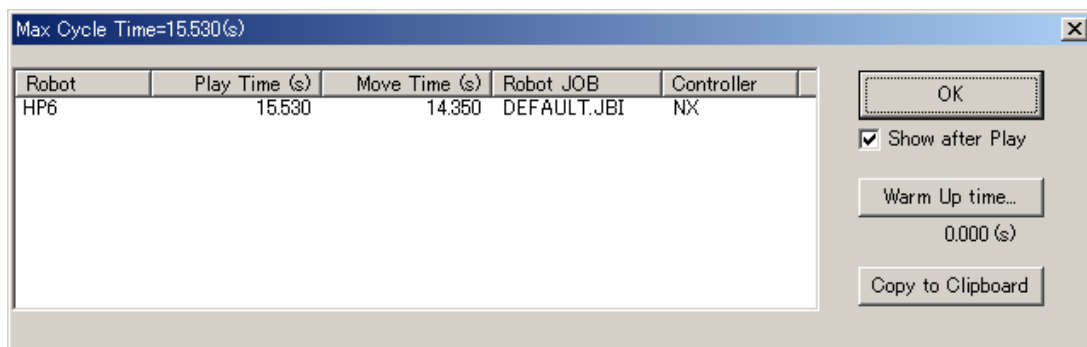 Max Cycle Time=15.530(s)
Robot Play Time (s) Move Time (s) Robot JOB Controller
HP6 15.530 14.350 DEFAULT.JBI NX
OK
Show after Play
Warm Up time...
0.000 (s)
Copy to Clipboard